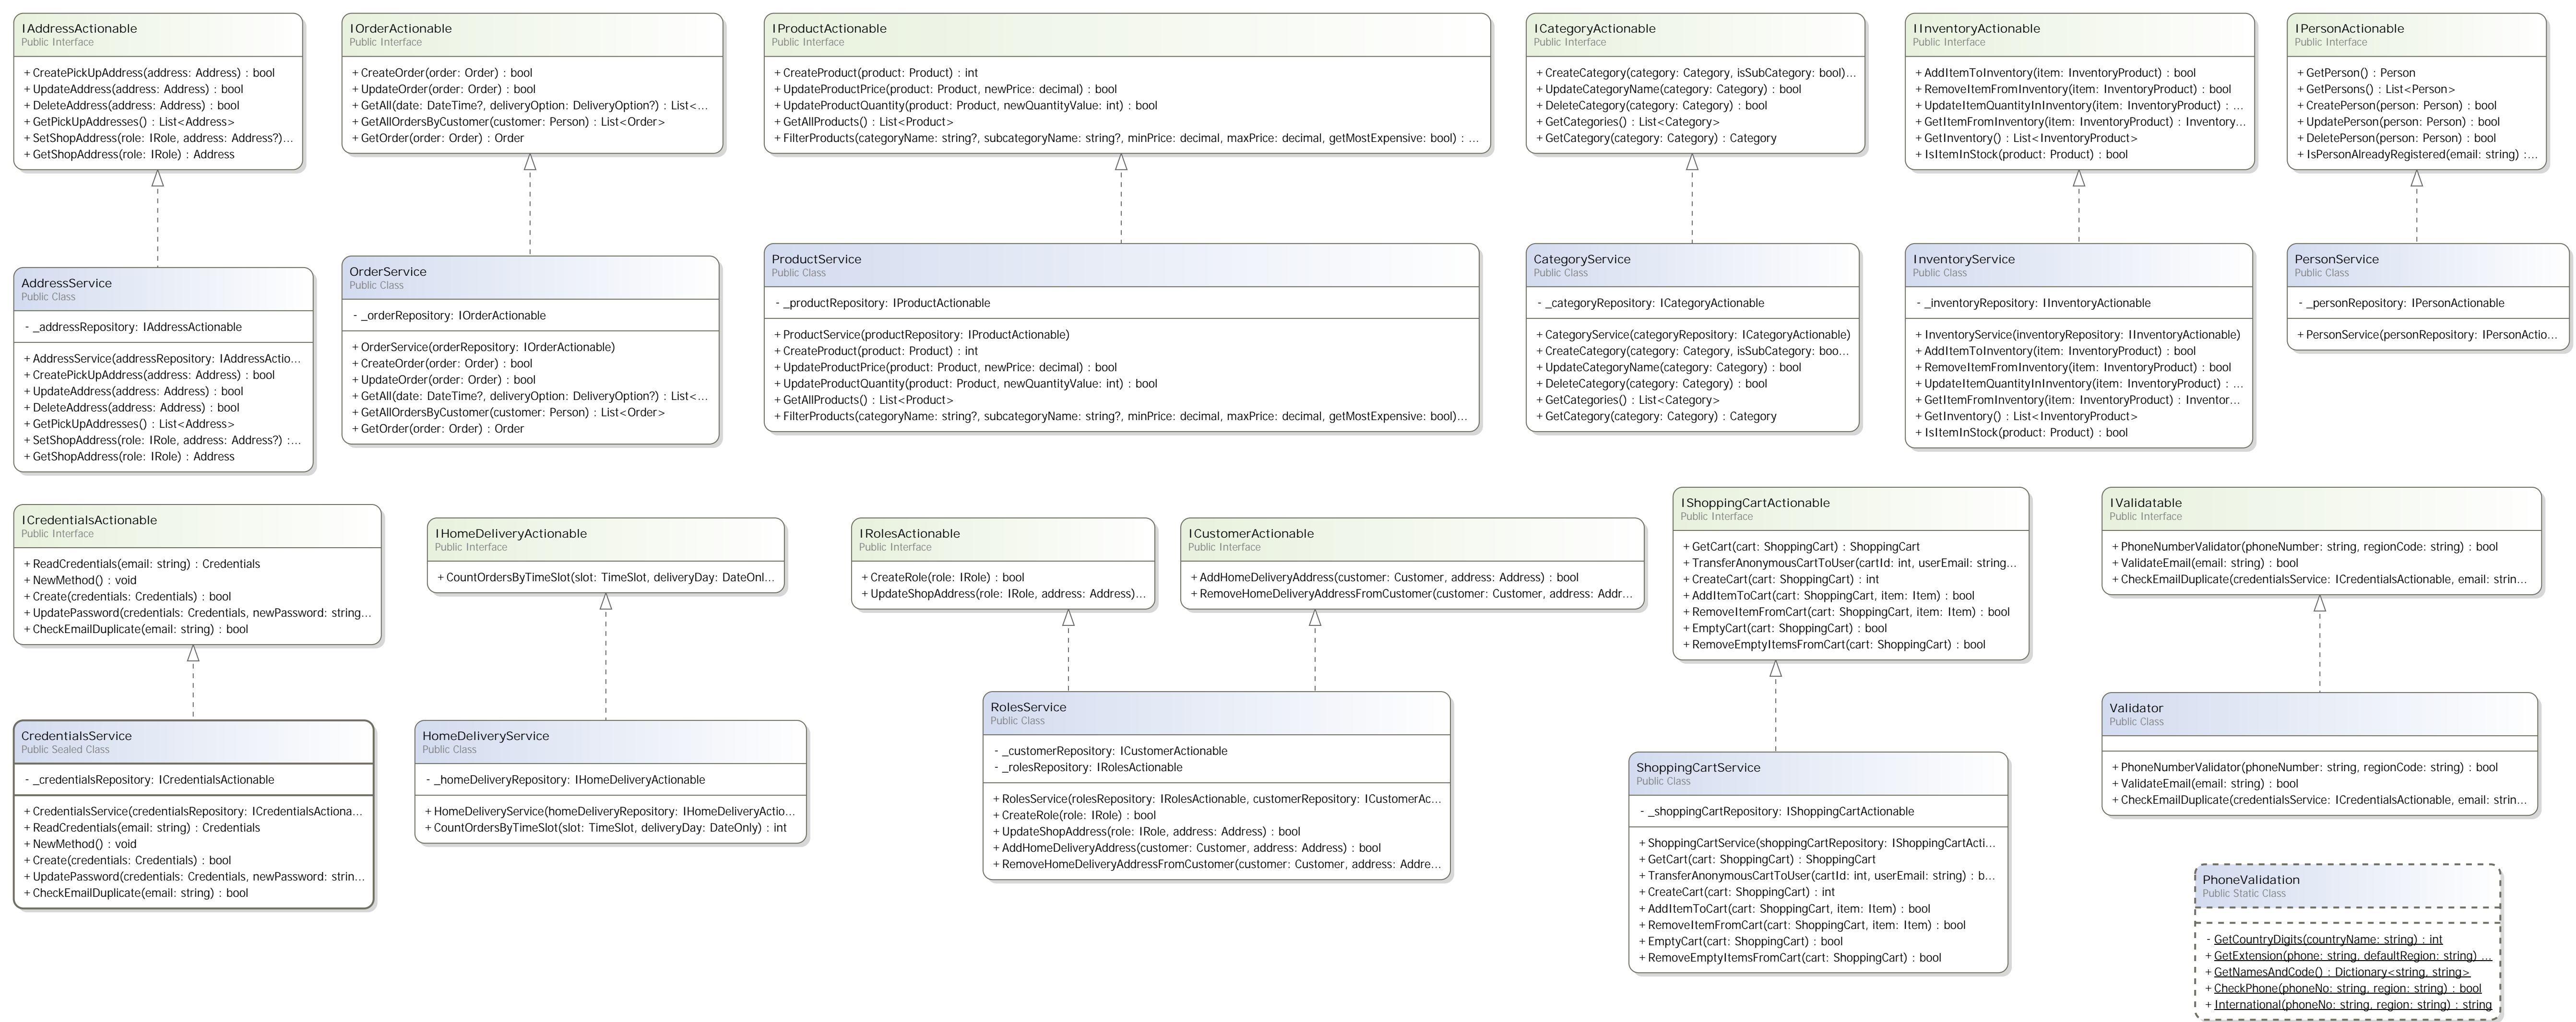 IAddressActionable
Public Interface
+ CreatePickUpAddress(address: Address) : bool
+ UpdateAddress(address: Address) : bool
+ DeleteAddress(address: Address) : bool
+ GetPickUpAddresses() : List<Address>
+ SetShopAddress(role: IRole, address: Address?)...
+ GetShopAddress(role: IRole) : Address
IOrderActionable
Public Interface
+ CreateOrder(order: Order) : bool
+ UpdateOrder(order: Order) : bool
+ GetAll(date: DateTime?, deliveryOption: DeliveryOption?) : List<...
+ GetAllOrdersByCustomer(customer: Person) : List<Order>
+ GetOrder(order: Order) : Order
IProductActionable
Public Interface
+ CreateProduct(product: Product) : int
+ UpdateProductPrice(product: Product, newPrice: decimal) : bool
+ UpdateProductQuantity(product: Product, newQuantityValue: int) : bool
+ GetAllProducts() : List<Product>
+ FilterProducts(categoryName: string?, subcategoryName: string?, minPrice: decimal, maxPrice: decimal, getMostExpensive: bool) : ...
ICategoryActionable
Public Interface
+ CreateCategory(category: Category, isSubCategory: bool)...
+ UpdateCategoryName(category: Category) : bool
+ DeleteCategory(category: Category) : bool
+ GetCategories() : List<Category>
+ GetCategory(category: Category) : Category
IInventoryActionable
Public Interface
+ AddItemToInventory(item: InventoryProduct) : bool
+ RemoveItemFromInventory(item: InventoryProduct) : bool
+ UpdateItemQuantityInInventory(item: InventoryProduct) : ...
+ GetItemFromInventory(item: InventoryProduct) : Inventory...
+ GetInventory() : List<InventoryProduct>
+ IsItemInStock(product: Product) : bool
IPersonActionable
Public Interface
+ GetPerson() : Person
+ GetPersons() : List<Person>
+ CreatePerson(person: Person) : bool
+ UpdatePerson(person: Person) : bool
+ DeletePerson(person: Person) : bool
+ IsPersonAlreadyRegistered(email: string) :...
AddressService
Public Class
- _addressRepository: IAddressActionable
+ AddressService(addressRepository: IAddressActio...
+ CreatePickUpAddress(address: Address) : bool
+ UpdateAddress(address: Address) : bool
+ DeleteAddress(address: Address) : bool
+ GetPickUpAddresses() : List<Address>
+ SetShopAddress(role: IRole, address: Address?) :...
+ GetShopAddress(role: IRole) : Address
OrderService
Public Class
- _orderRepository: IOrderActionable
+ OrderService(orderRepository: IOrderActionable)
+ CreateOrder(order: Order) : bool
+ UpdateOrder(order: Order) : bool
+ GetAll(date: DateTime?, deliveryOption: DeliveryOption?) : List<...
+ GetAllOrdersByCustomer(customer: Person) : List<Order>
+ GetOrder(order: Order) : Order
ProductService
Public Class
- _productRepository: IProductActionable
+ ProductService(productRepository: IProductActionable)
+ CreateProduct(product: Product) : int
+ UpdateProductPrice(product: Product, newPrice: decimal) : bool
+ UpdateProductQuantity(product: Product, newQuantityValue: int) : bool
+ GetAllProducts() : List<Product>
+ FilterProducts(categoryName: string?, subcategoryName: string?, minPrice: decimal, maxPrice: decimal, getMostExpensive: bool)...
CategoryService
Public Class
- _categoryRepository: ICategoryActionable
+ CategoryService(categoryRepository: ICategoryActionable)
+ CreateCategory(category: Category, isSubCategory: boo...
+ UpdateCategoryName(category: Category) : bool
+ DeleteCategory(category: Category) : bool
+ GetCategories() : List<Category>
+ GetCategory(category: Category) : Category
InventoryService
Public Class
- _inventoryRepository: IInventoryActionable
+ InventoryService(inventoryRepository: IInventoryActionable)
+ AddItemToInventory(item: InventoryProduct) : bool
+ RemoveItemFromInventory(item: InventoryProduct) : bool
+ UpdateItemQuantityInInventory(item: InventoryProduct) : ...
+ GetItemFromInventory(item: InventoryProduct) : Inventor...
+ GetInventory() : List<InventoryProduct>
+ IsItemInStock(product: Product) : bool
PersonService
Public Class
- _personRepository: IPersonActionable
+ PersonService(personRepository: IPersonActio...
ICredentialsActionable
Public Interface
+ ReadCredentials(email: string) : Credentials
+ NewMethod() : void
+ Create(credentials: Credentials) : bool
+ UpdatePassword(credentials: Credentials, newPassword: string...
+ CheckEmailDuplicate(email: string) : bool
IHomeDeliveryActionable
Public Interface
+ CountOrdersByTimeSlot(slot: TimeSlot, deliveryDay: DateOnl...
IRolesActionable
Public Interface
+ CreateRole(role: IRole) : bool
+ UpdateShopAddress(role: IRole, address: Address)...
ICustomerActionable
Public Interface
+ AddHomeDeliveryAddress(customer: Customer, address: Address) : bool
+ RemoveHomeDeliveryAddressFromCustomer(customer: Customer, address: Addr...
IShoppingCartActionable
Public Interface
+ GetCart(cart: ShoppingCart) : ShoppingCart
+ TransferAnonymousCartToUser(cartId: int, userEmail: string...
+ CreateCart(cart: ShoppingCart) : int
+ AddItemToCart(cart: ShoppingCart, item: Item) : bool
+ RemoveItemFromCart(cart: ShoppingCart, item: Item) : bool
+ EmptyCart(cart: ShoppingCart) : bool
+ RemoveEmptyItemsFromCart(cart: ShoppingCart) : bool
IValidatable
Public Interface
+ PhoneNumberValidator(phoneNumber: string, regionCode: string) : bool
+ ValidateEmail(email: string) : bool
+ CheckEmailDuplicate(credentialsService: ICredentialsActionable, email: strin...
CredentialsService
Public Sealed Class
- _credentialsRepository: ICredentialsActionable
+ CredentialsService(credentialsRepository: ICredentialsActiona...
+ ReadCredentials(email: string) : Credentials
+ NewMethod() : void
+ Create(credentials: Credentials) : bool
+ UpdatePassword(credentials: Credentials, newPassword: strin...
+ CheckEmailDuplicate(email: string) : bool
HomeDeliveryService
Public Class
- _homeDeliveryRepository: IHomeDeliveryActionable
+ HomeDeliveryService(homeDeliveryRepository: IHomeDeliveryActio...
+ CountOrdersByTimeSlot(slot: TimeSlot, deliveryDay: DateOnly) : int
RolesService
Public Class
- _customerRepository: ICustomerActionable
- _rolesRepository: IRolesActionable
+ RolesService(rolesRepository: IRolesActionable, customerRepository: ICustomerAc...
+ CreateRole(role: IRole) : bool
+ UpdateShopAddress(role: IRole, address: Address) : bool
+ AddHomeDeliveryAddress(customer: Customer, address: Address) : bool
+ RemoveHomeDeliveryAddressFromCustomer(customer: Customer, address: Addre...
ShoppingCartService
Public Class
- _shoppingCartRepository: IShoppingCartActionable
+ ShoppingCartService(shoppingCartRepository: IShoppingCartActi...
+ GetCart(cart: ShoppingCart) : ShoppingCart
+ TransferAnonymousCartToUser(cartId: int, userEmail: string) : b...
+ CreateCart(cart: ShoppingCart) : int
+ AddItemToCart(cart: ShoppingCart, item: Item) : bool
+ RemoveItemFromCart(cart: ShoppingCart, item: Item) : bool
+ EmptyCart(cart: ShoppingCart) : bool
+ RemoveEmptyItemsFromCart(cart: ShoppingCart) : bool
Validator
Public Class
+ PhoneNumberValidator(phoneNumber: string, regionCode: string) : bool
+ ValidateEmail(email: string) : bool
+ CheckEmailDuplicate(credentialsService: ICredentialsActionable, email: strin...
PhoneValidation
Public Static Class
- GetCountryDigits(countryName: string) : int
+ GetExtension(phone: string, defaultRegion: string) ...
+ GetNamesAndCode() : Dictionary<string, string>
+ CheckPhone(phoneNo: string, region: string) : bool
+ International(phoneNo: string, region: string) : string